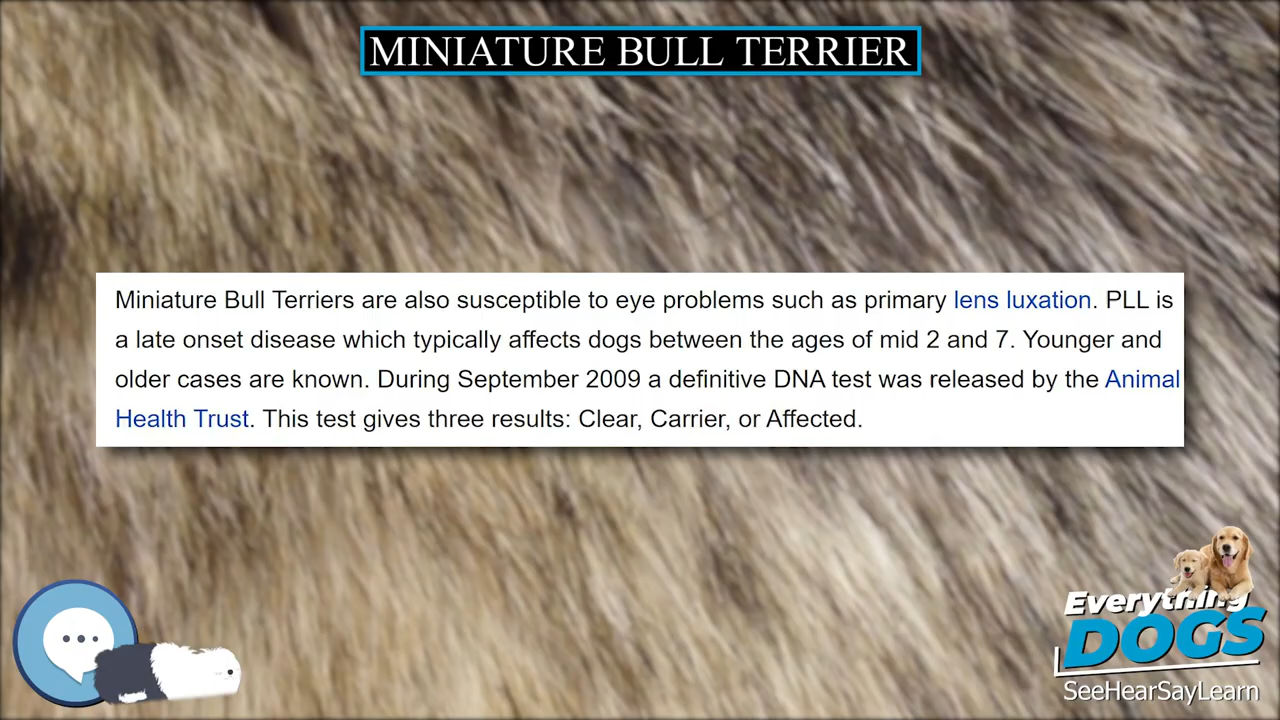 MINIATURE BULL TERRIER
Miniature Bull Terriers are also susceptible to eye problems such as primary lens luxation. PLL is
a late onset disease which typically affects dogs between the ages of mid 2 and 7. Younger and
older cases are known. During September 2009 a definitive DNA test was released by the Animal
Health Trust. This test gives three results: Clear, Carrier, or Affected.
Everything
DOGS
SeeHearSayLearn